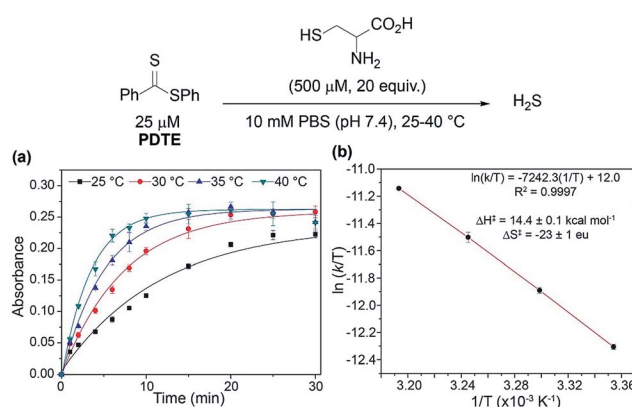 HS
CO₂H
NH₂
S
Ph
SPh
25 µM
PDTE
(500 µM, 20 equiv.)
10 mM PBS (pH 7.4), 25-40 °C
H₂S
(a)
25 °C 30 °C 35 °C 40 °C
0.30
0.25
0.20
0.15
0.10
0.05
0.00
Absorbance
0 10 20 30
Time (min)
(b)
ln(k/T) = -7242.3(1/T) + 12.0
R² = 0.9997
ΔH‡ = 14.4 ± 0.1 kcal mol⁻¹
ΔS‡ = -23 ± 1 eu
-11.0
-11.2
-11.4
-11.6
-11.8
-12.0
-12.2
-12.4
ln (k/T)
3.20 3.24 3.28 3.32 3.36
1/T (x10⁻³ K⁻¹)